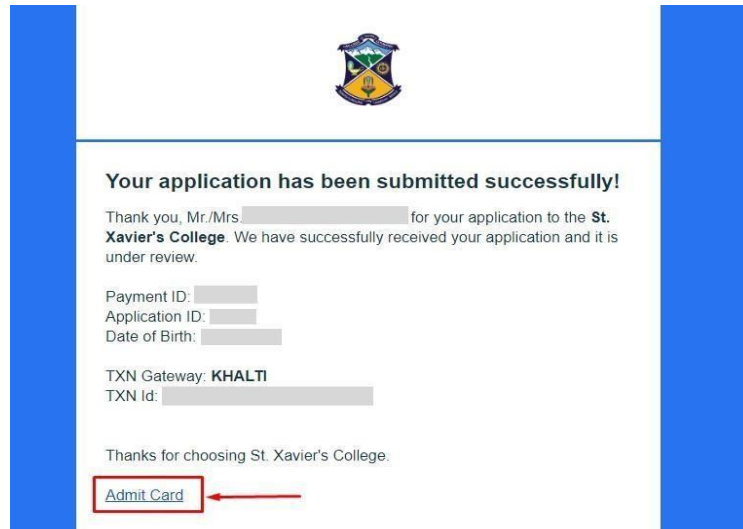 Your application has been submitted successfully!
Thank you, Mr./Mrs. for your application to the St.
Xavier's College. We have successfully received your application and it is
under review.
Payment ID:
Application ID:
Date of Birth:
TXN Gateway: KHALTI
TXN Id:
Thanks for choosing St. Xavier's College.
Admit Card